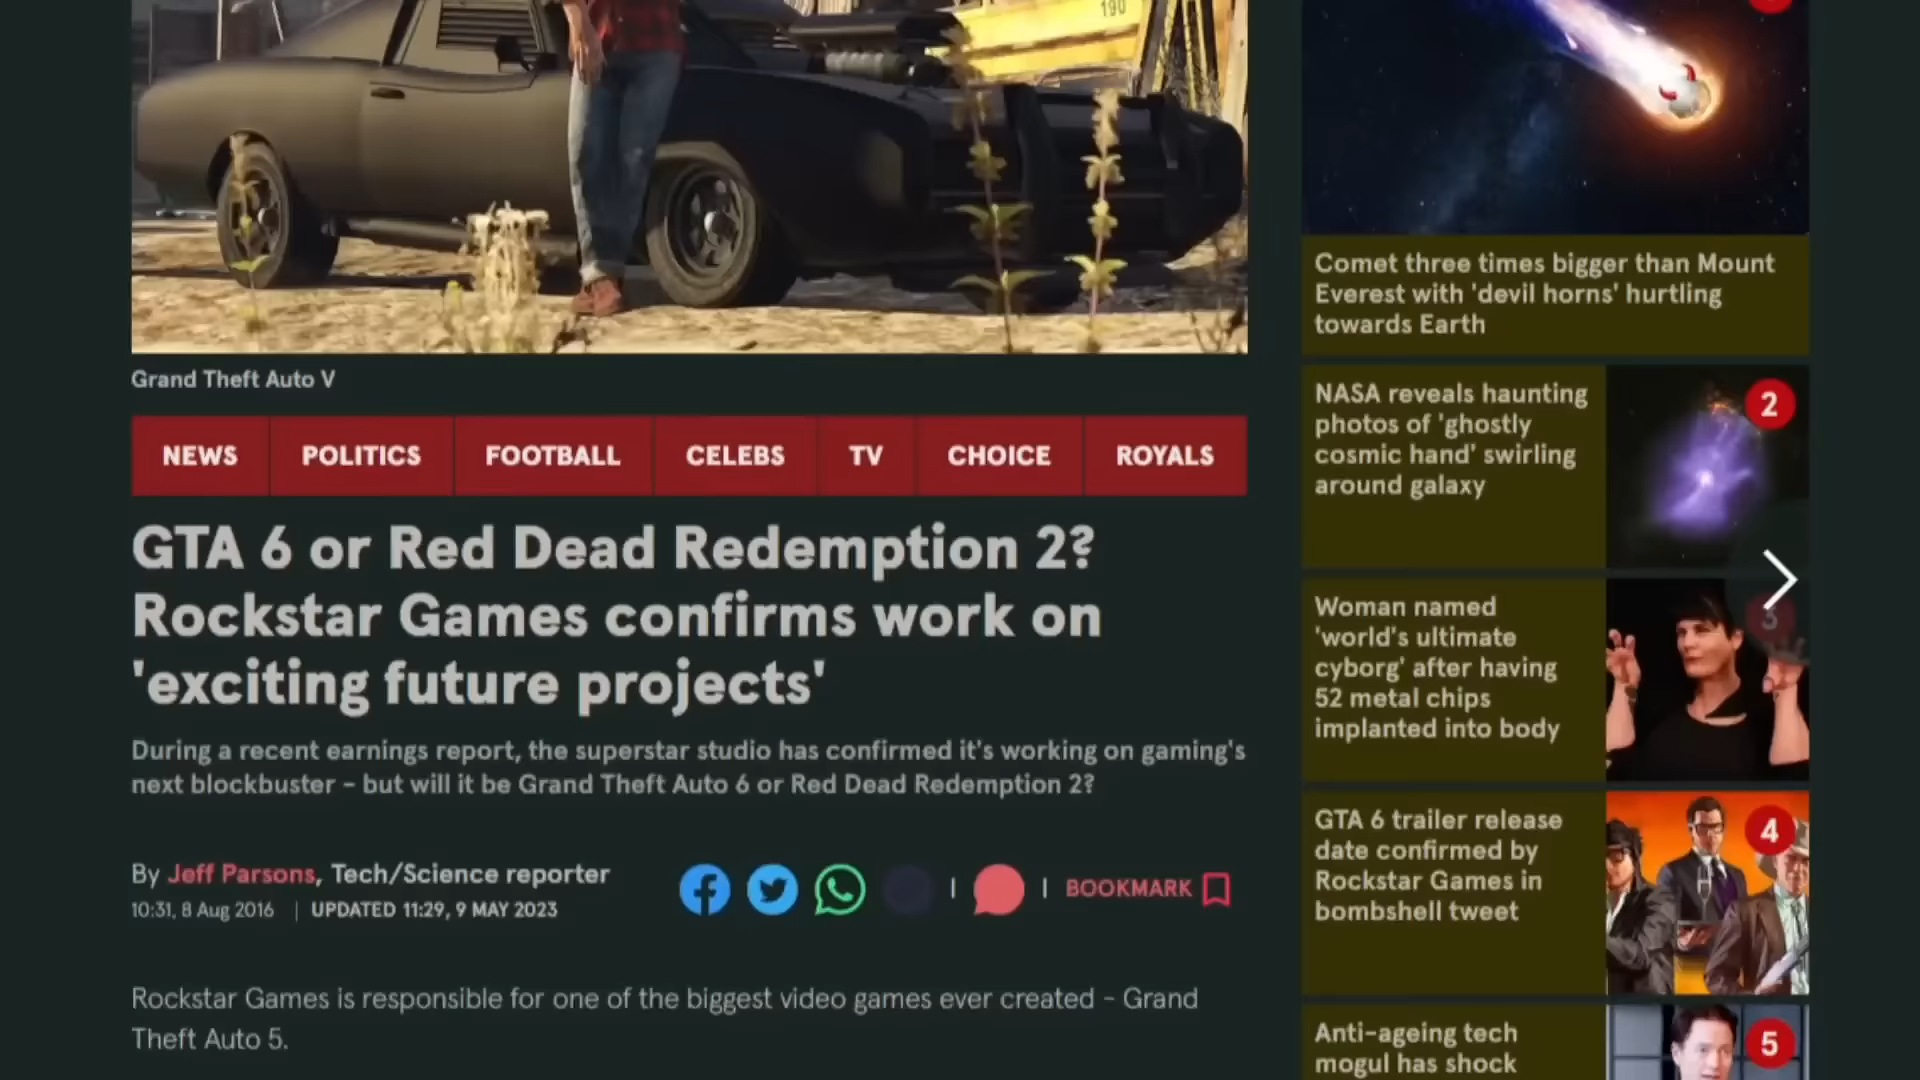 190
Grand Theft Auto V
NEWS POLITICS FOOTBALL CELEBS TV CHOICE ROYALS
GTA 6 or Red Dead Redemption 2?
Rockstar Games confirms work on
'exciting future projects'
During a recent earnings report, the superstar studio has confirmed it's working on gaming's
next blockbuster - but will it be Grand Theft Auto 6 or Red Dead Redemption 2?
By Jeff Parsons, Tech/Science reporter
10:31, 8 Aug 2016 | UPDATED 11:29, 9 MAY 2023
BOOKMARK
Rockstar Games is responsible for one of the biggest video games ever created - Grand
Theft Auto 5.
Comet three times bigger than Mount
Everest with 'devil horns' hurtling
towards Earth
NASA reveals haunting
photos of 'ghostly
cosmic hand' swirling
around galaxy
2
Woman named
'world's ultimate
cyborg' after having
52 metal chips
implanted into body
3
GTA 6 trailer release
date confirmed by
Rockstar Games in
bombshell tweet
4
Anti-ageing tech
mogul has shock
5